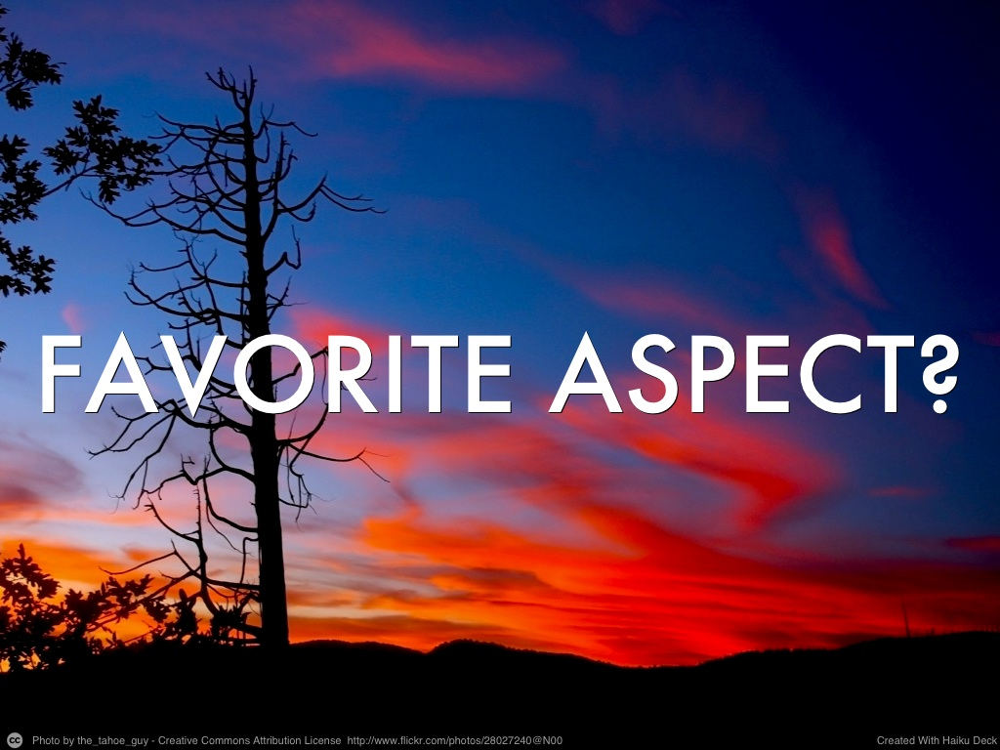 FAVORITE ASPECT?
cc Photo by the_tahoe_guy - Creative Commons Attribution License http://www.flickr.com/photos/28027240@N00
Created With Haiku Deck